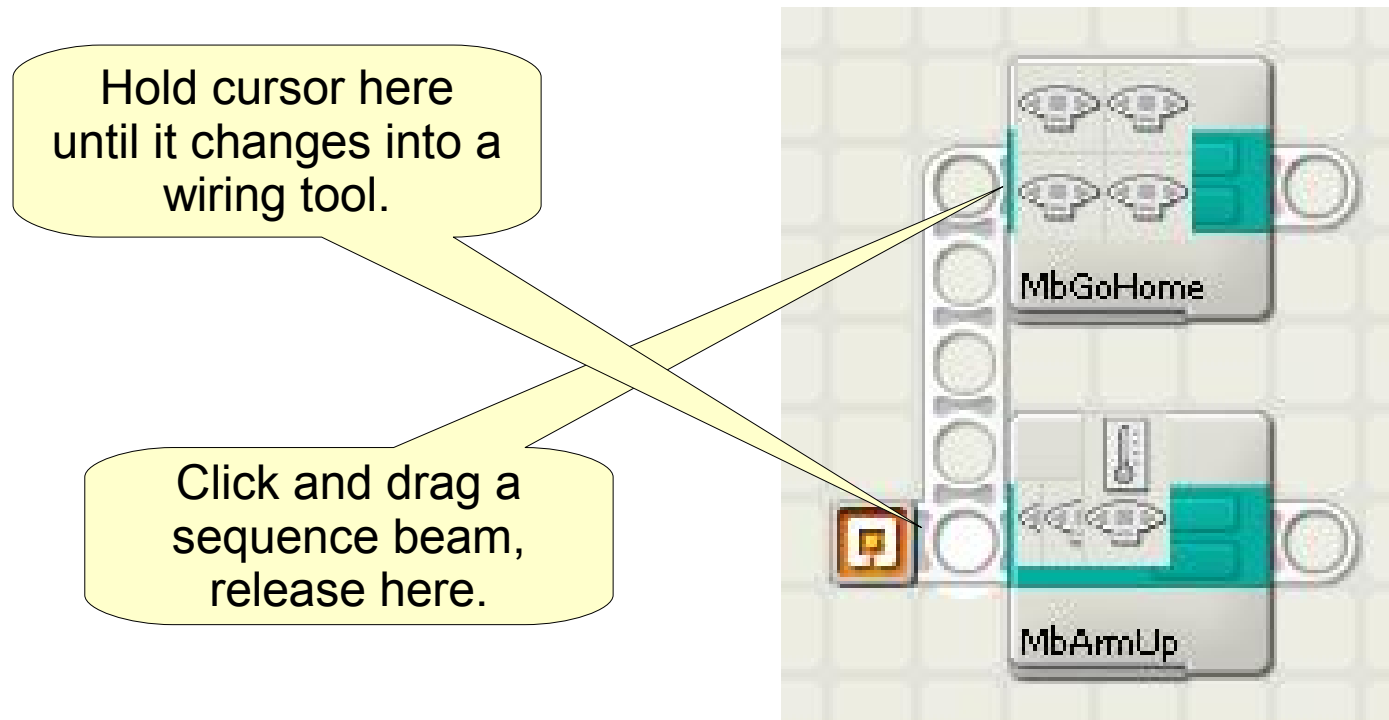 Hold cursor here
until it changes into a
wiring tool.
MbGoHome
Click and drag a
sequence beam,
release here.
MbArmUp